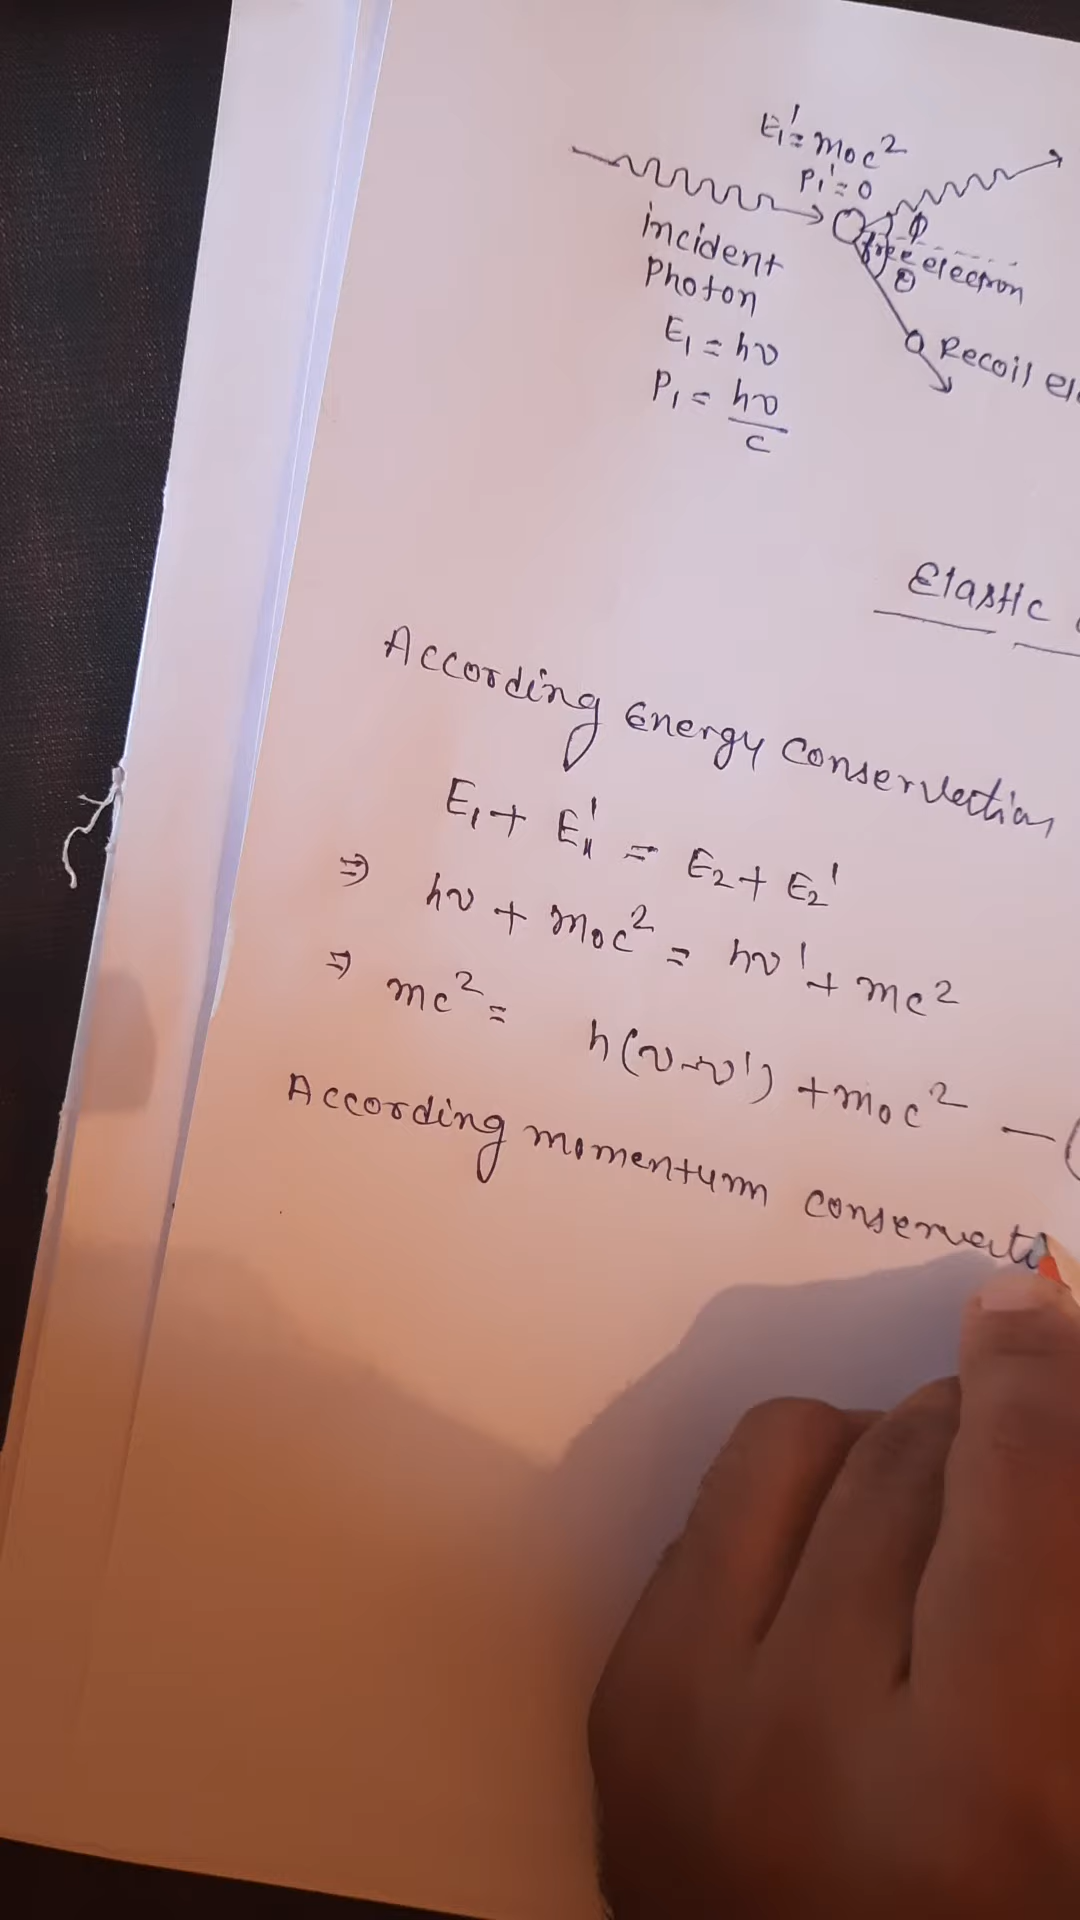 E₁' = m₀c²
P₁' = 0
ϕ
incident
free electron
Photon
θ
E₁ = hν
Recoil
P₁ = hν/c
Elastic
According Energy conservation
E₁ + E₁' = E₂ + E₂'
⇒ hν + m₀c² = hν' + mc²
⇒ mc² = h(ν-ν') + m₀c² — (
According momentum conservati